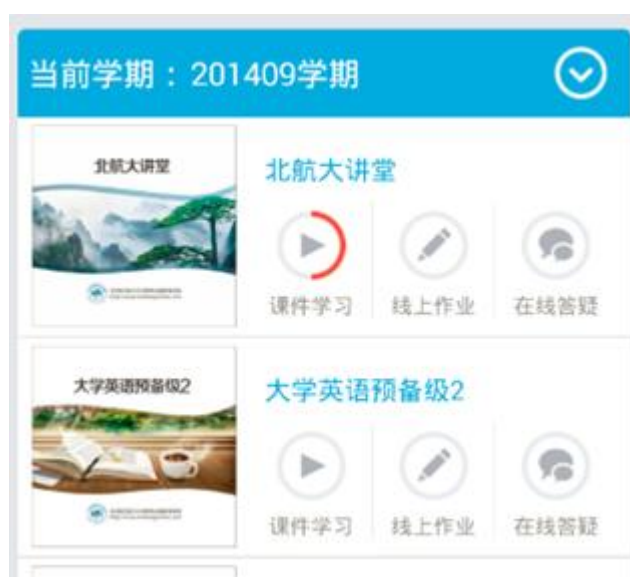 当前学期：201409学期
北航大讲堂
北航大讲堂
课件学习 线上作业 在线答疑
大学英语预备级2
大学英语预备级2
课件学习 线上作业 在线答疑